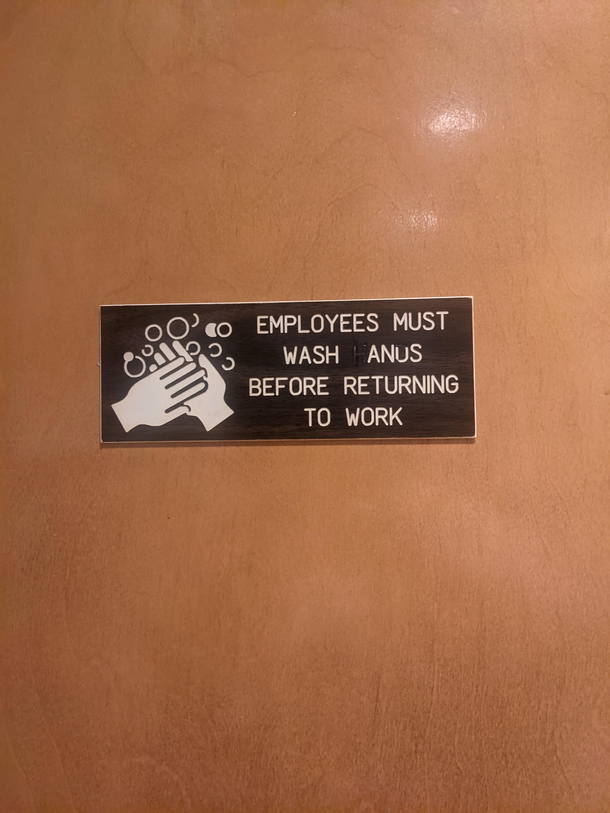 EMPLOYEES MUST
WASH ANUS
BEFORE RETURNING
TO WORK